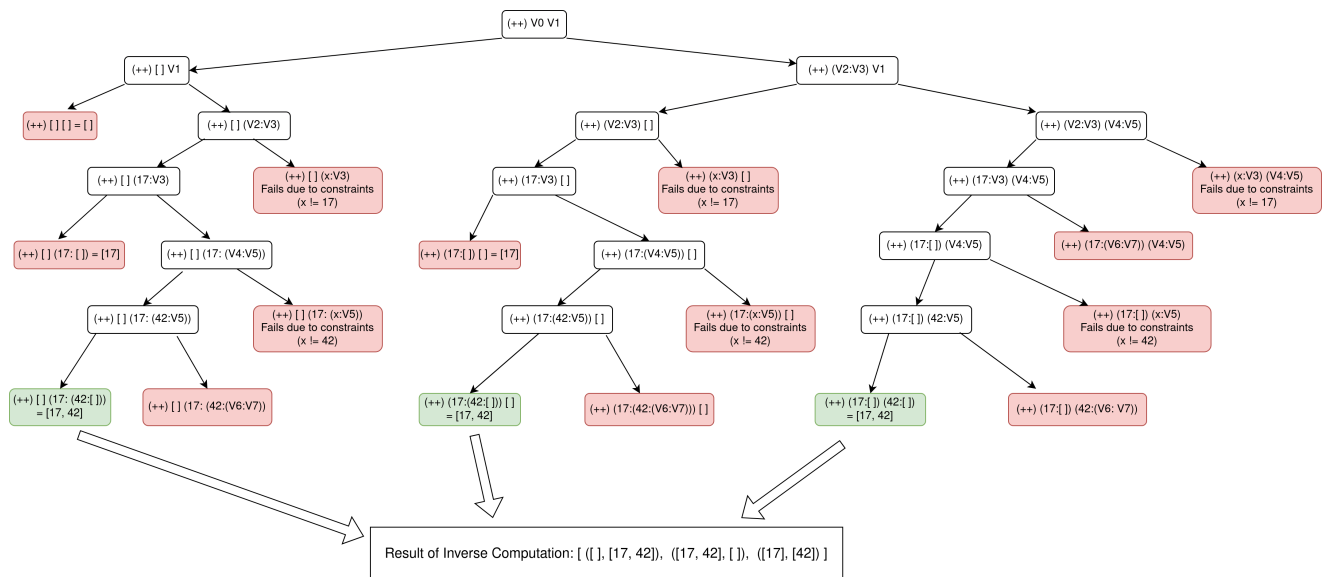 (++) V0 V1
(++) [ ] V1
(++) (V2:V3) V1
(++) [ ] [ ] = [ ]
(++) [ ] (V2:V3)
(++) (V2:V3) [ ]
(++) (V2:V3) (V4:V5)
(++) [ ] (17:V3)
(++) [ ] (x:V3)
Fails due to constraints
(x != 17)
(++) (17:V3) [ ]
(++) (x:V3) [ ]
Fails due to constraints
(x != 17)
(++) (17:V3) (V4:V5)
(++) (x:V3) (V4:V5)
Fails due to constraints
(x != 17)
(++) [ ] (17: [ ]) = [17]
(++) [ ] (17: (V4:V5))
(++) (17:[ ]) [ ] = [17]
(++) (17:(V4:V5)) [ ]
(++) (17:[ ]) (V4:V5)
(++) (17:(V6:V7)) (V4:V5)
(++) [ ] (17: (42:V5))
(++) [ ] (17: (x:V5))
Fails due to constraints
(x != 42)
(++) (17:(42:V5)) [ ]
(++) (17:(x:V5)) [ ]
Fails due to constraints
(x != 42)
(++) (17:[ ]) (42:V5)
(++) (17:[ ]) (x:V5)
Fails due to constraints
(x != 42)
(++) [ ] (17: (42:[ ]))
= [17, 42]
(++) [ ] (17: (42:(V6:V7))
(++) (17:(42:[ ])) [ ]
= [17, 42]
(++) (17:(42:(V6:V7))) [ ]
(++) (17:[ ]) (42:[ ])
= [17, 42]
(++) (17:[ ]) (42:(V6: V7))
Result of Inverse Computation: [ ([ ], [17, 42]), ([17, 42], [ ]), ([17], [42]) ]